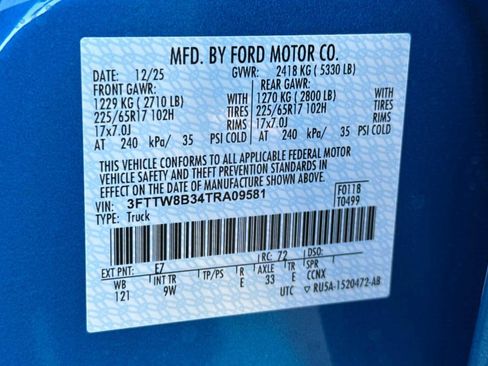 MFD. BY FORD MOTOR CO.
DATE: 12/25 GVWR: 2418 KG ( 5330 LB)
FRONT GAWR: REAR GAWR:
1229 KG ( 2710 LB) WITH 1270 KG ( 2800 LB) WITH
225/65R17 102H TIRES 225/65R17 102H TIRES
17x7.0J RIMS 17x7.0J RIMS
AT 240 kPa/ 35 PSI COLD AT 240 kPa/ 35 PSI COLD
THIS VEHICLE CONFORMS TO ALL APPLICABLE FEDERAL MOTOR
VEHICLE SAFETY AND THEFT PREVENTION STANDARDS IN
EFFECT ON THE DATE OF MANUFACTURE SHOWN ABOVE.
VIN: 3FTTW8B34TRA09581 F0118
TYPE: Truck T0499
EXT PNT: E7 RC: 72 DSO:
WB INT TR TP/PS R AXLE TR SPR
121 9W E 33 E CCNX
UTC RU5A-1520472-AB